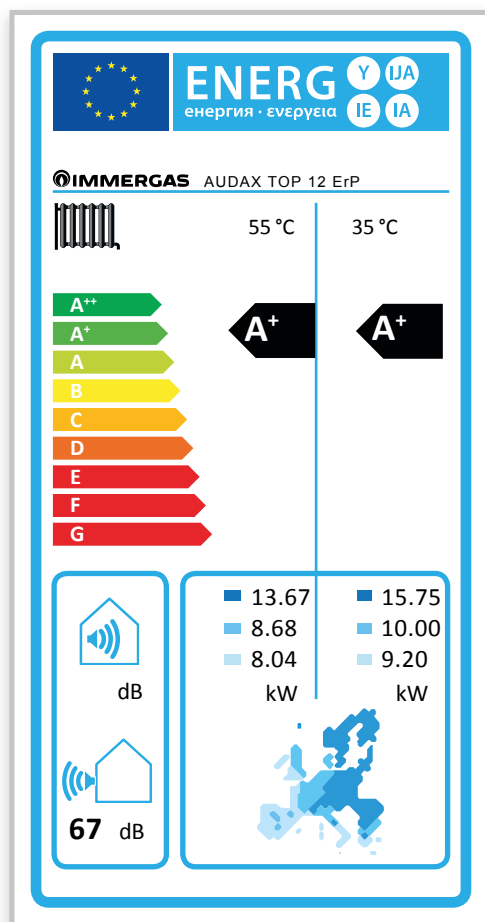 ENERG Y IJA
енергия · ενεργεια IE IA
IMMERGAS AUDAX TOP 12 ErP
55 °C 35 °C
A++
A+ A+ A+
A
B
C
D
E
F
G
13.67 15.75
8.68 10.00
8.04 9.20
dB kW kW
67 dB